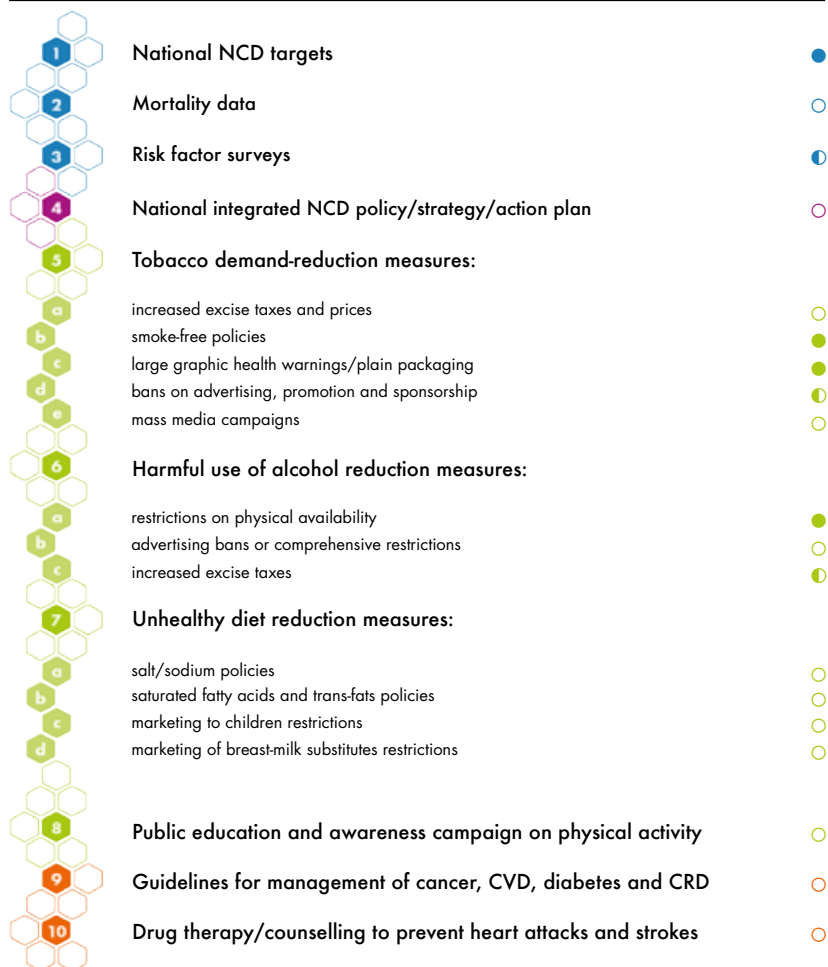 1 National NCD targets
2 Mortality data
3 Risk factor surveys
4 National integrated NCD policy/strategy/action plan
5 Tobacco demand-reduction measures:
a increased excise taxes and prices
b smoke-free policies
c large graphic health warnings/plain packaging
d bans on advertising, promotion and sponsorship
e mass media campaigns
6 Harmful use of alcohol reduction measures:
a restrictions on physical availability
b advertising bans or comprehensive restrictions
c increased excise taxes
7 Unhealthy diet reduction measures:
a salt/sodium policies
b saturated fatty acids and trans-fats policies
c marketing to children restrictions
d marketing of breast-milk substitutes restrictions
8 Public education and awareness campaign on physical activity
9 Guidelines for management of cancer, CVD, diabetes and CRD
10 Drug therapy/counselling to prevent heart attacks and strokes